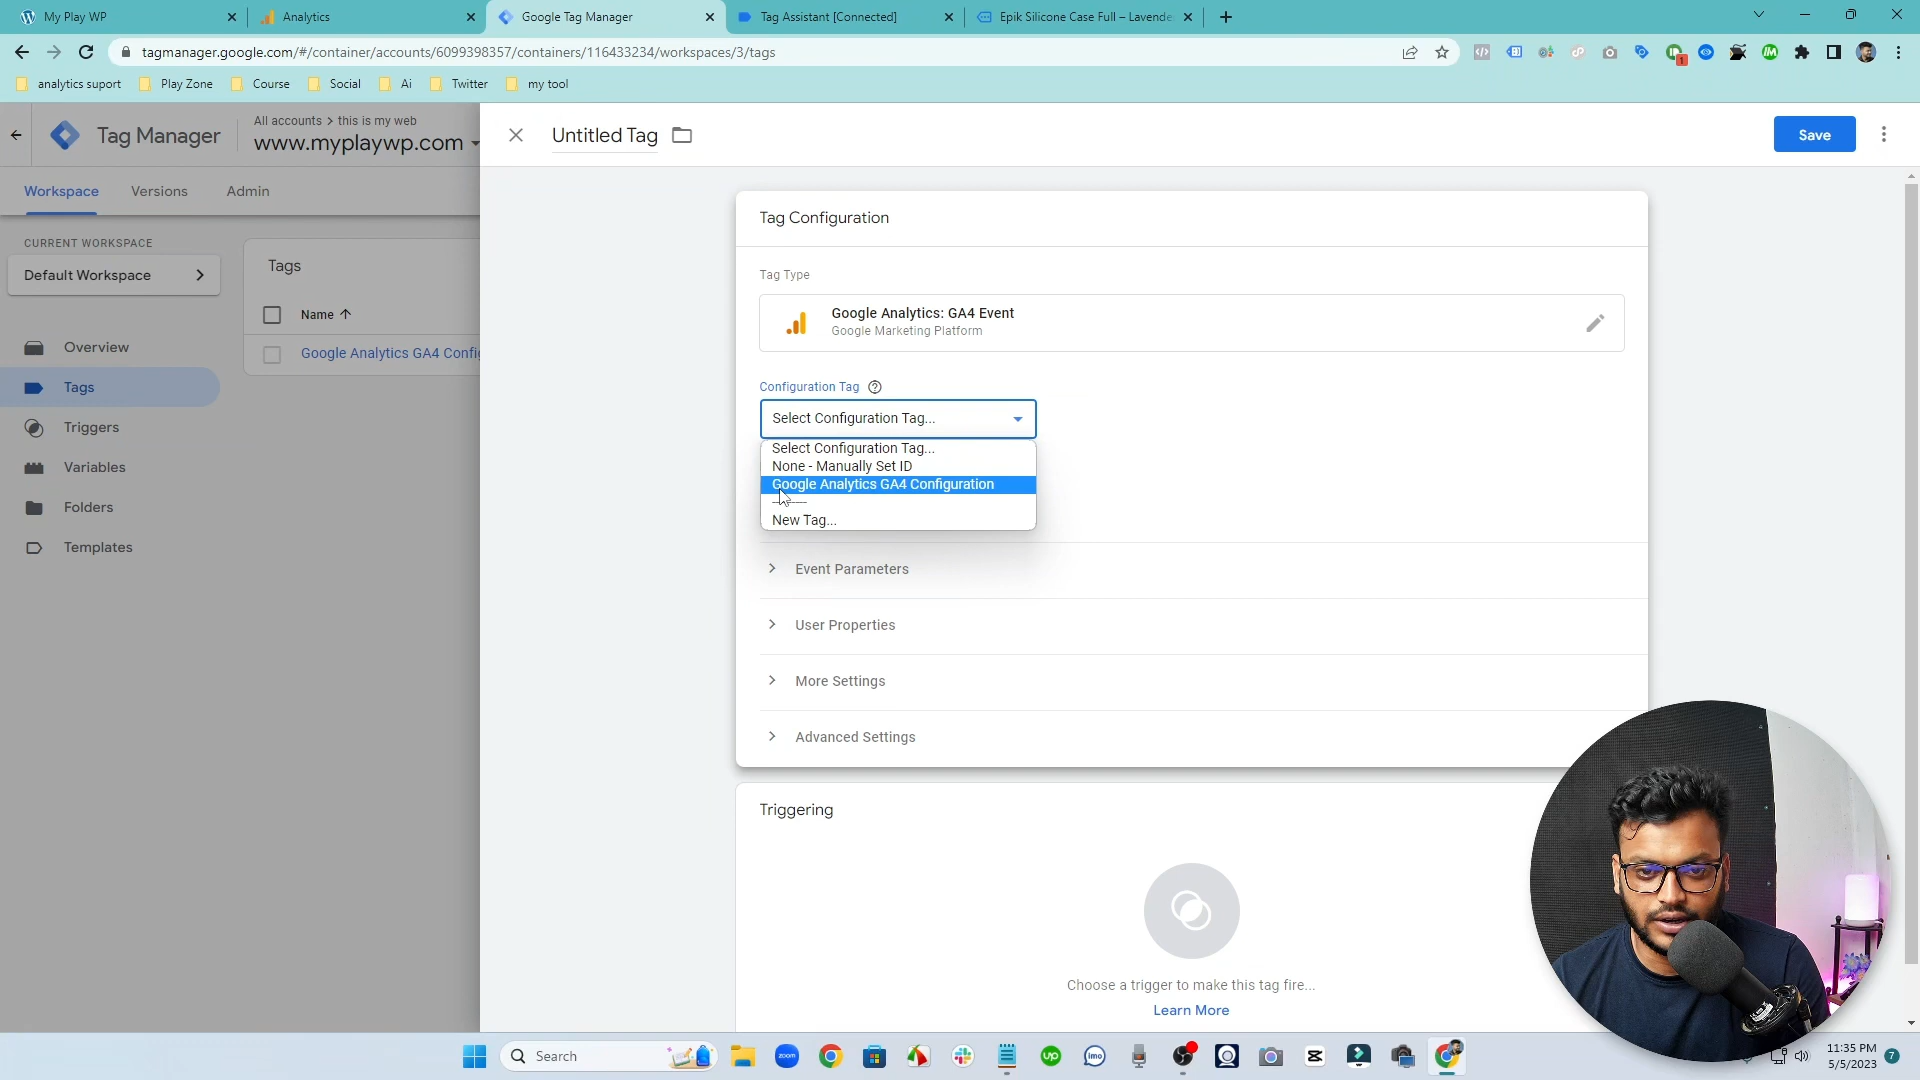 My Play WP
Analytics
Google Tag Manager
Tag Assistant [Connected]
Epik Silicone Case Full – Lavende
tagmanager.google.com/#/container/accounts/6099398357/containers/116433234/workspaces/3/tags
analytics suport
Play Zone
Course
Social
Ai
Twitter
my tool
Tag Manager
All accounts > this is my web
www.myplaywp.com
Untitled Tag
Save
Workspace
Versions
Admin
CURRENT WORKSPACE
Default Workspace
Overview
Tags
Triggers
Variables
Folders
Templates
Tags
Name
Google Analytics GA4 Confi
Tag Configuration
Tag Type
Google Analytics: GA4 Event
Google Marketing Platform
Configuration Tag
Select Configuration Tag...
Select Configuration Tag...
None - Manually Set ID
Google Analytics GA4 Configuration
New Tag...
Event Parameters
User Properties
More Settings
Advanced Settings
Triggering
Choose a trigger to make this tag fire...
Learn More
Search
zoom
up
imo
11:35 PM
5/5/2023
7